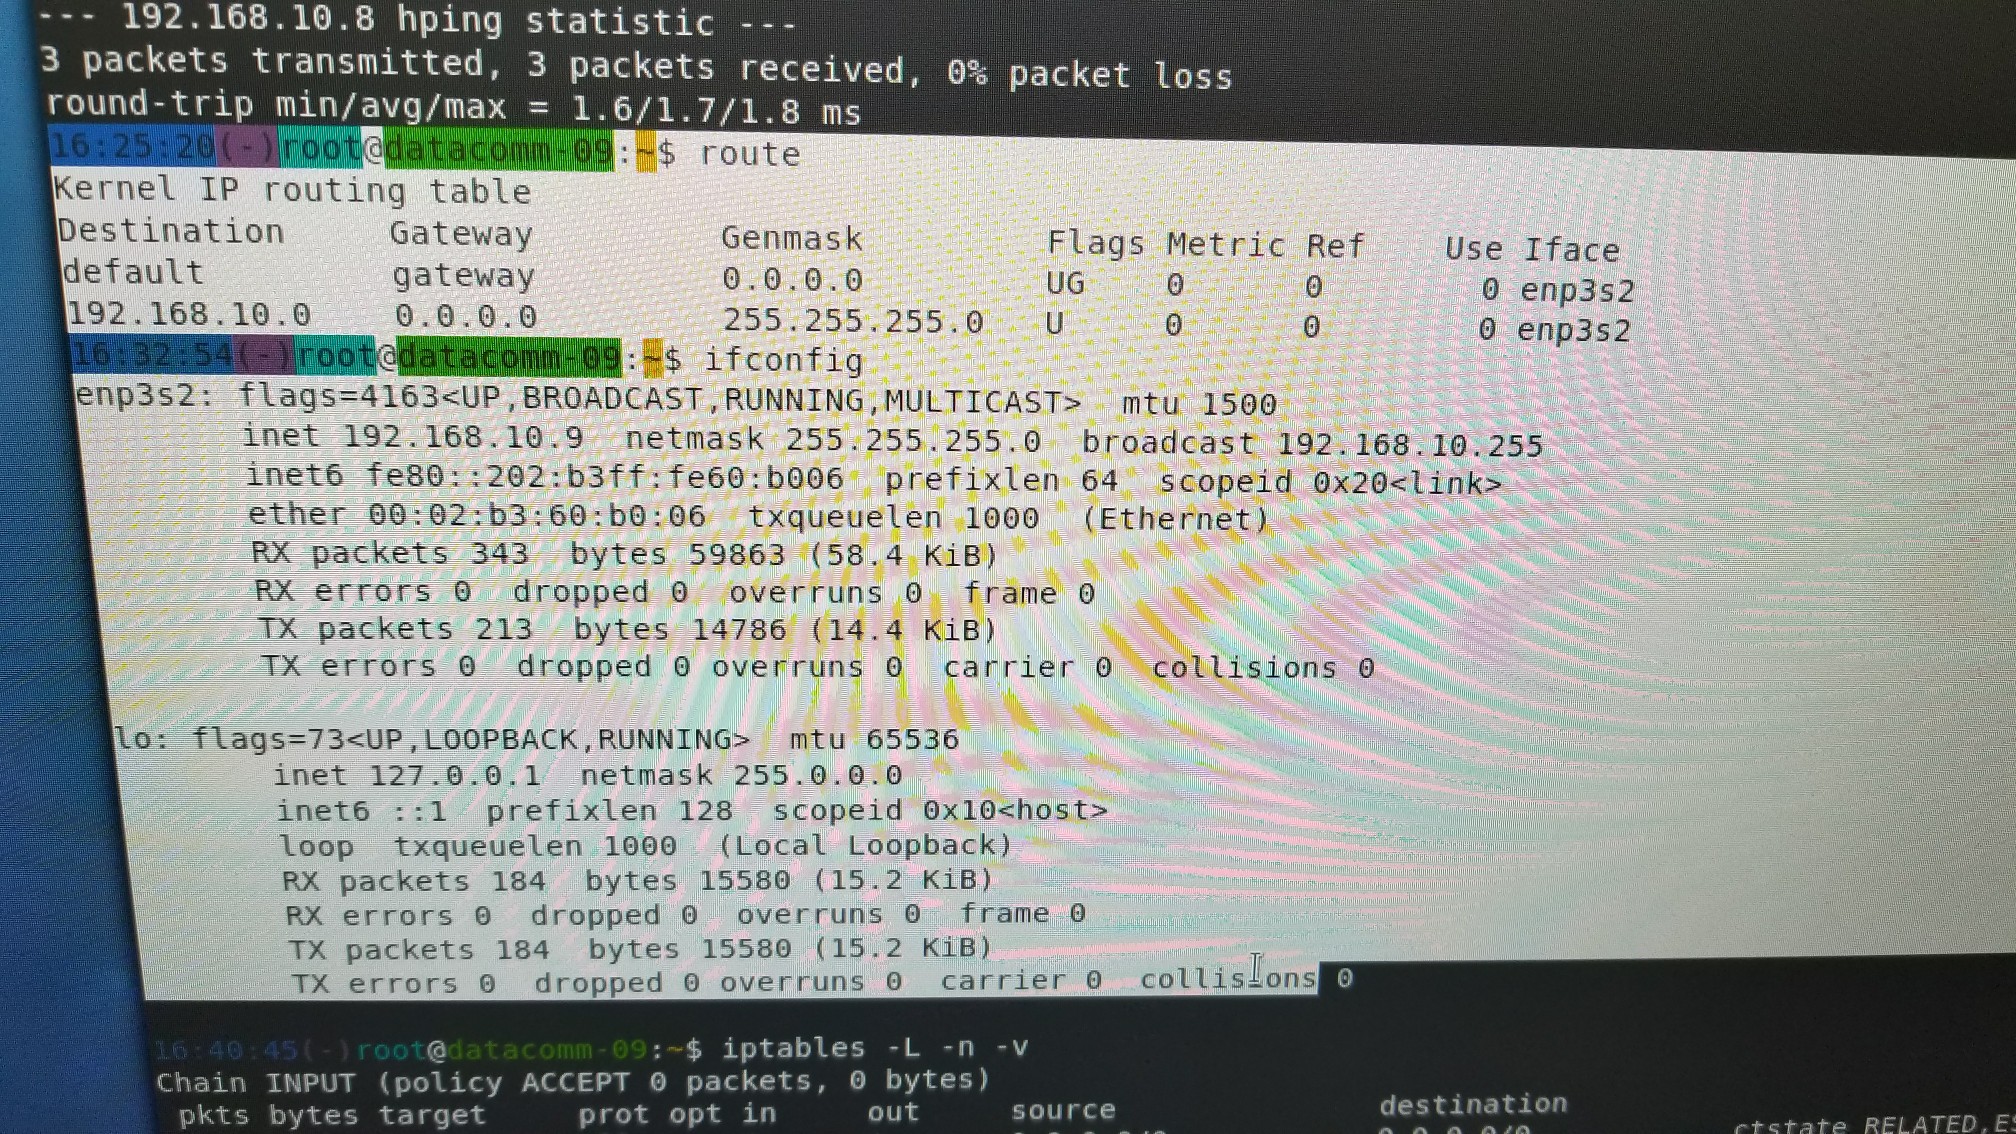 --- 192.168.10.8 hping statistic ---
3 packets transmitted, 3 packets received, 0% packet loss
round-trip min/avg/max = 1.6/1.7/1.8 ms
16:25:20(-)root@datacomm-09:~$ route
Kernel IP routing table
Destination Gateway Genmask Flags Metric Ref Use Iface
default gateway 0.0.0.0 UG 0 0 0 enp3s2
192.168.10.0 0.0.0.0 255.255.255.0 U 0 0 0 enp3s2
16:32:54(-)root@datacomm-09:~$ ifconfig
enp3s2: flags=4163<UP,BROADCAST,RUNNING,MULTICAST> mtu 1500
inet 192.168.10.9 netmask 255.255.255.0 broadcast 192.168.10.255
inet6 fe80::202:b3ff:fe60:b006 prefixlen 64 scopeid 0x20<link>
ether 00:02:b3:60:b0:06 txqueuelen 1000 (Ethernet)
RX packets 343 bytes 59863 (58.4 KiB)
RX errors 0 dropped 0 overruns 0 frame 0
TX packets 213 bytes 14786 (14.4 KiB)
TX errors 0 dropped 0 overruns 0 carrier 0 collisions 0
lo: flags=73<UP,LOOPBACK,RUNNING> mtu 65536
inet 127.0.0.1 netmask 255.0.0.0
inet6 ::1 prefixlen 128 scopeid 0x10<host>
loop txqueuelen 1000 (Local Loopback)
RX packets 184 bytes 15580 (15.2 KiB)
RX errors 0 dropped 0 overruns 0 frame 0
TX packets 184 bytes 15580 (15.2 KiB)
TX errors 0 dropped 0 overruns 0 carrier 0 collisions 0
16:40:45(-)root@datacomm-09:~$ iptables -L -n -v
Chain INPUT (policy ACCEPT 0 packets, 0 bytes)
pkts bytes target prot opt in out source destination
ctstate RELATED,ES